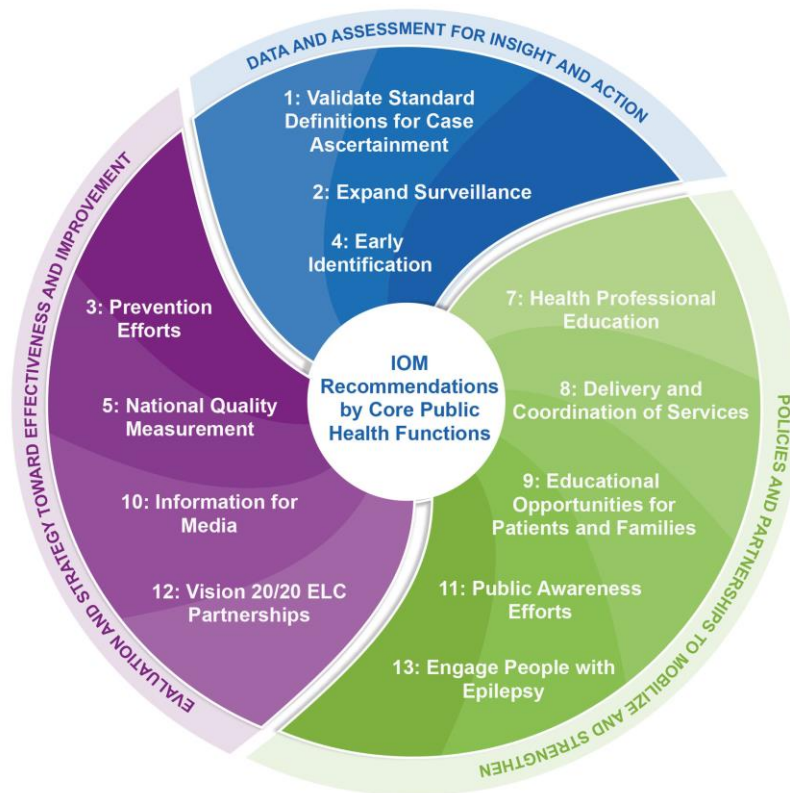 DATA AND ASSESSMENT FOR INSIGHT AND ACTION
1: Validate Standard
Definitions for Case
Ascertainment
2: Expand Surveillance
4: Early
Identification
POLICIES AND PARTNERSHIPS TO MOBILIZE AND STRENGTHEN
7: Health Professional
Education
8: Delivery and
Coordination of Services
9: Educational
Opportunities for
Patients and Families
11: Public Awareness
Efforts
13: Engage People with
Epilepsy
EVALUATION AND STRATEGY TOWARD EFFECTIVENESS AND IMPROVEMENT
3: Prevention
Efforts
5: National Quality
Measurement
10: Information for
Media
12: Vision 20/20 ELC
Partnerships
IOM
Recommendations
by Core Public
Health Functions